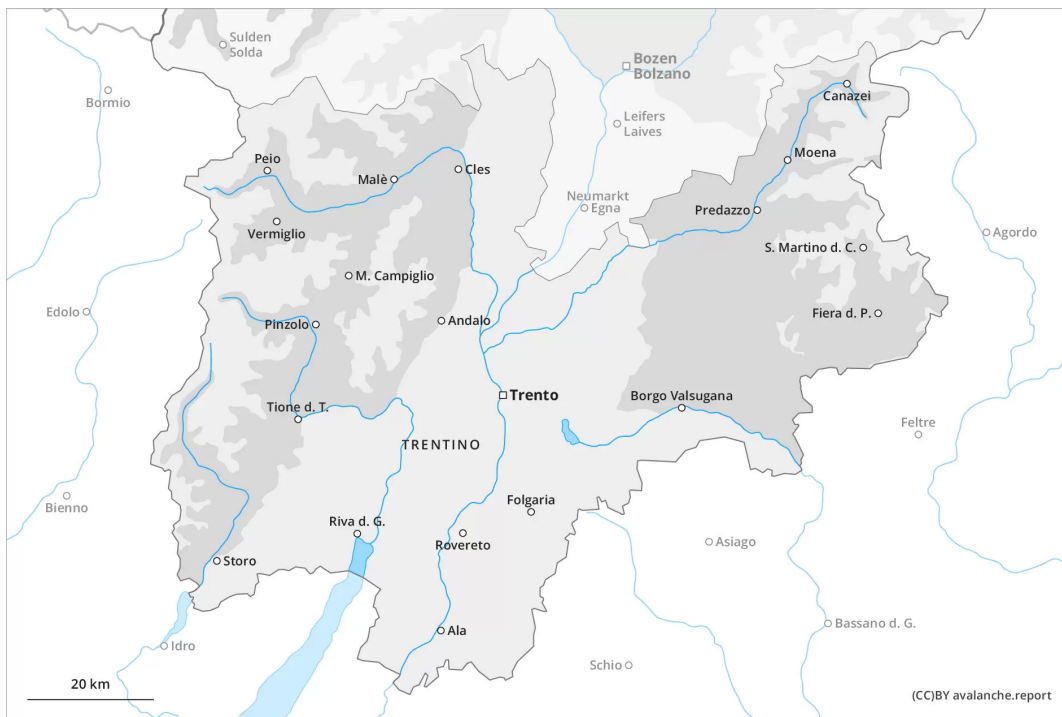 Sulden
Solda
Bozen
Bolzano
Bormio
Canazei
Leifers
Laives
Moena
Peio
Cles
Malè
Neumarkt
Egna
Predazzo
Vermiglio
Agordo
S. Martino d. C.
M. Campiglio
Edolo
Fiera d. P.
Pinzolo
Andalo
Trento
Borgo Valsugana
Tione d. T.
Feltre
TRENTINO
Bienno
Folgaria
Riva d. G.
Rovereto
Asiago
Storo
Bassano d. G.
Ala
Idro
Schio
20 km
(CC)BY avalanche.report